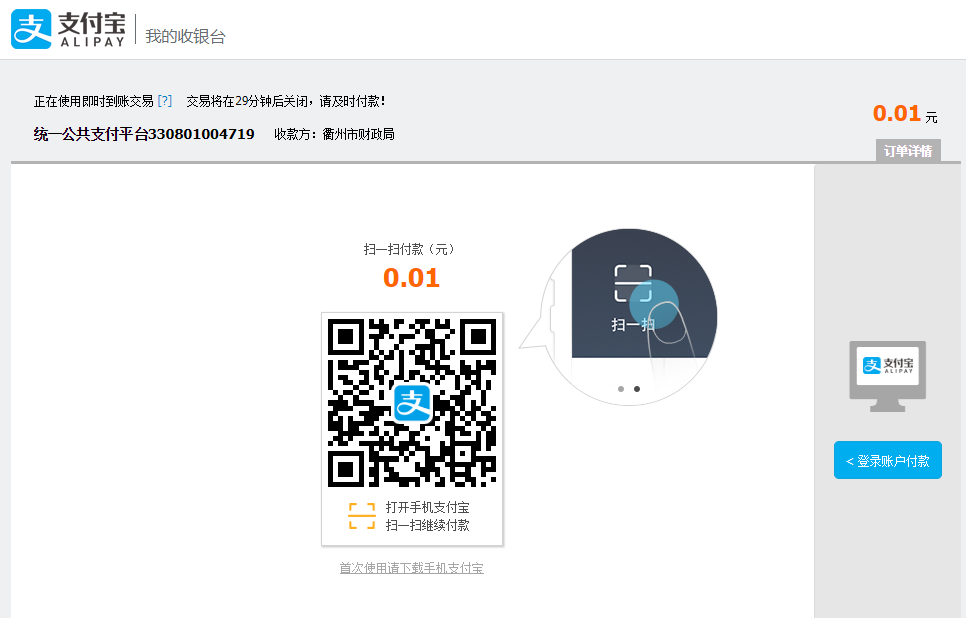 支 支付宝
ALIPAY
我的收银台
正在使用即时到账交易 [?] 交易将在29分钟后关闭，请及时付款！
统一公共支付平台330801004719 收款方：衢州市财政局
0.01 元
订单详情
扫一扫付款（元）
0.01
支
打开手机支付宝
扫一扫继续付款
首次使用请下载手机支付宝
扫一扫
支 支付宝
ALIPAY
< 登录账户付款